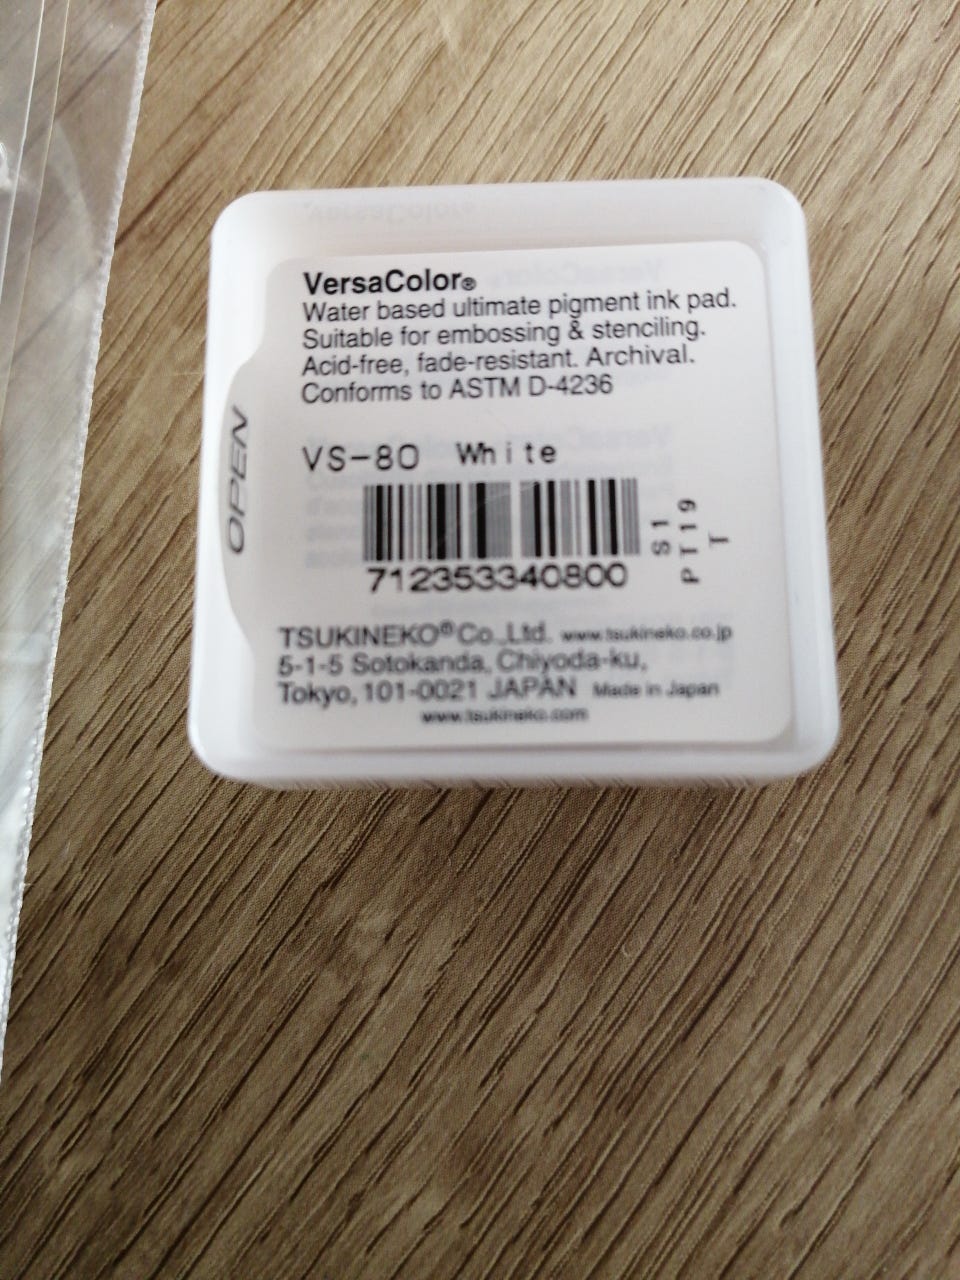 VersaColor®
Water based ultimate pigment ink pad.
Suitable for embossing & stenciling.
Acid-free, fade-resistant. Archival.
Conforms to ASTM D-4236
OPEN
VS-80 White
712353340800
S1
PT19
T
TSUKINEKO® Co.,Ltd. www.tsukineko.co.jp
5-1-5 Sotokanda, Chiyoda-ku,
Tokyo, 101-0021 JAPAN Made in Japan
www.tsukineko.com